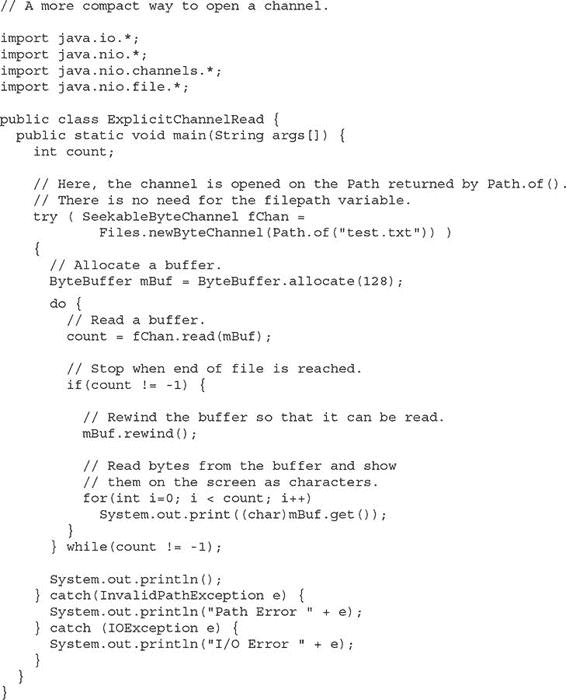 // A more compact way to open a channel.

import java.io.*;
import java.nio.*;
import java.nio.channels.*;
import java.nio.file.*;

public class ExplicitChannelRead {
  public static void main(String args[]) {
    int count;

    // Here, the channel is opened on the Path returned by Path.of().
    // There is no need for the filepath variable.
    try ( SeekableByteChannel fChan =
            Files.newByteChannel(Path.of("test.txt")) )
    {
      // Allocate a buffer.
      ByteBuffer mBuf = ByteBuffer.allocate(128);
      do {
        // Read a buffer.
        count = fChan.read(mBuf);

        // Stop when end of file is reached.
        if(count != -1) {

          // Rewind the buffer so that it can be read.
          mBuf.rewind();

          // Read bytes from the buffer and show
          // them on the screen as characters.
          for(int i=0; i < count; i++)
            System.out.print((char)mBuf.get());
        }
      } while(count != -1);

      System.out.println();
    } catch(InvalidPathException e) {
      System.out.println("Path Error " + e);
    } catch (IOException e) {
      System.out.println("I/O Error " + e);
    }
  }
}